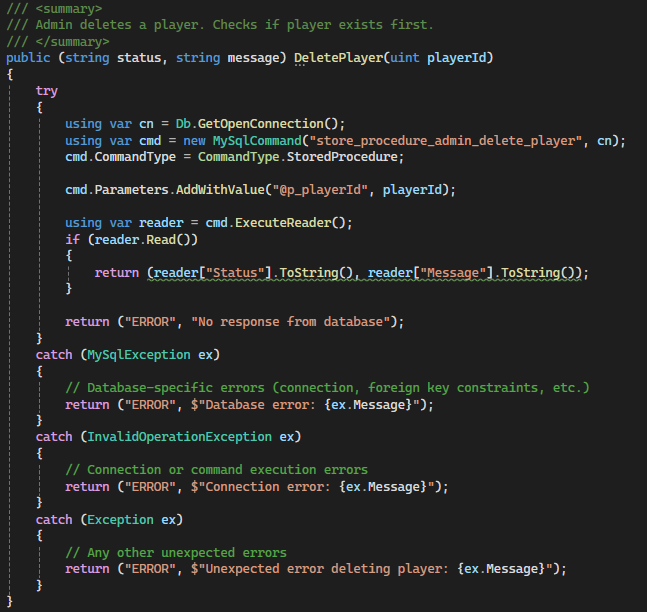 /// <summary>
/// Admin deletes a player. Checks if player exists first.
/// </summary>
public (string status, string message) DeletePlayer(uint playerId)
{
    try
    {
        using var cn = Db.GetOpenConnection();
        using var cmd = new MySqlCommand("store_procedure_admin_delete_player", cn);
        cmd.CommandType = CommandType.StoredProcedure;

        cmd.Parameters.AddWithValue("@p_playerId", playerId);

        using var reader = cmd.ExecuteReader();
        if (reader.Read())
        {
            return (reader["Status"].ToString(), reader["Message"].ToString());
        }

        return ("ERROR", "No response from database");
    }
    catch (MySqlException ex)
    {
        // Database-specific errors (connection, foreign key constraints, etc.)
        return ("ERROR", $"Database error: {ex.Message}");
    }
    catch (InvalidOperationException ex)
    {
        // Connection or command execution errors
        return ("ERROR", $"Connection error: {ex.Message}");
    }
    catch (Exception ex)
    {
        // Any other unexpected errors
        return ("ERROR", $"Unexpected error deleting player: {ex.Message}");
    }
}